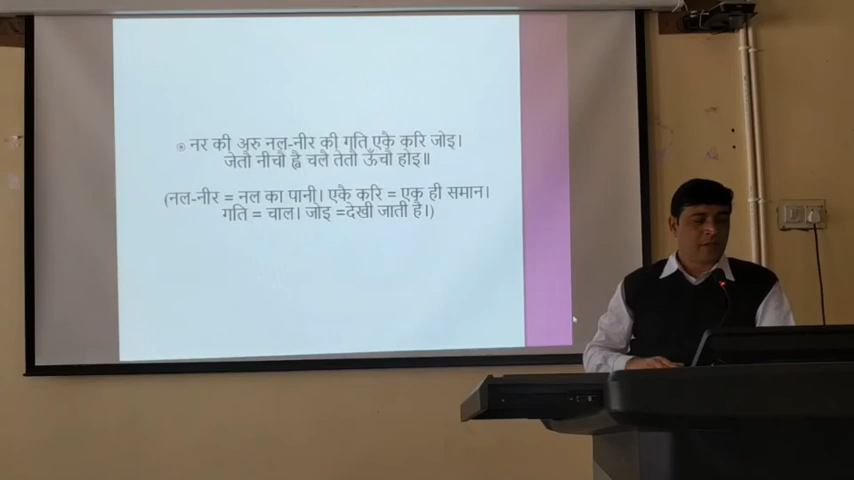 नर की अरु नल-नीर की गति एकै करि जोइ।
जेतौ नीचौ ह्वै चलै तेतौ ऊँचौ होइ॥
(नल-नीर = नल का पानी। एकै करि = एक ही समान।
गति = चाल। जोइ =देखी जाती है।)